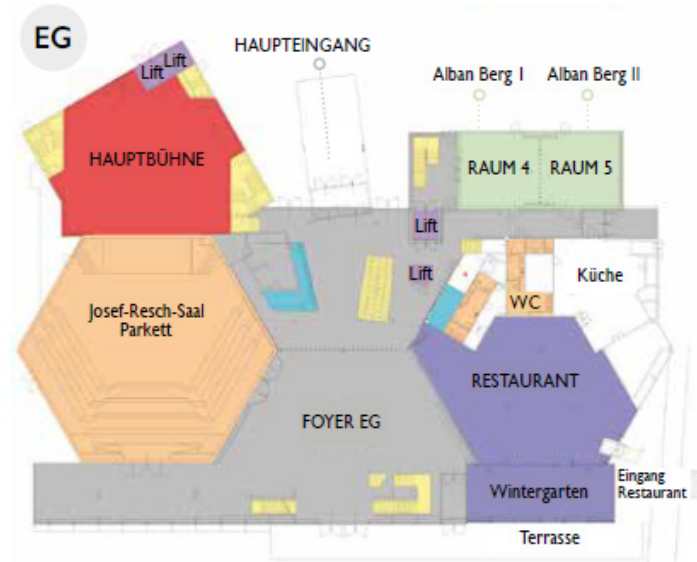 EG
HAUPTEINGANG
Lift
Lift
Alban Berg I
Alban Berg II
HAUPTBÜHNE
RAUM 4
RAUM 5
Lift
Lift
Küche
Josef-Resch-Saal
Parkett
WC
RESTAURANT
FOYER EG
Eingang
Restaurant
Wintergarten
Terrasse